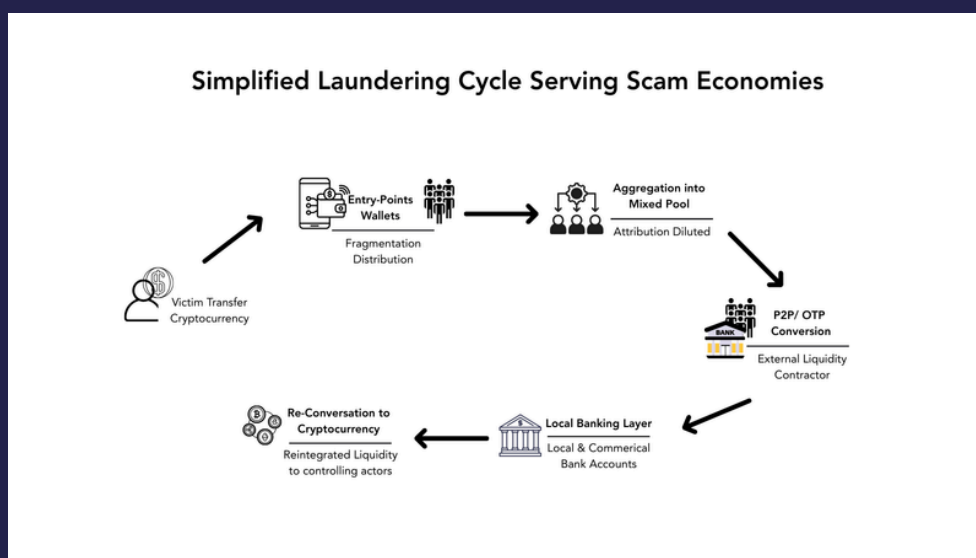 Simplified Laundering Cycle Serving Scam Economies
Victim Transfer
Cryptocurrency
Entry-Points
Wallets
Fragmentation
Distribution
Aggregation into
Mixed Pool
Attribution Diluted
BANK
P2P/ OTP
Conversion
External Liquidity
Contractor
Local Banking Layer
Local & Commerical
Bank Accounts
Re-Conversation to
Cryptocurrency
Reintegrated Liquidity
to controlling actors